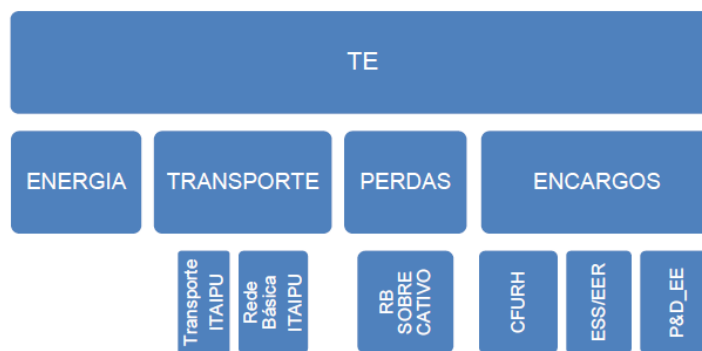 TE
ENERGIA
TRANSPORTE
PERDAS
ENCARGOS
Transporte
ITAIPU
Rede
Básica
ITAIPU
RB
SOBRE
CATIVO
CFURH
ESS/EER
P&D_EE